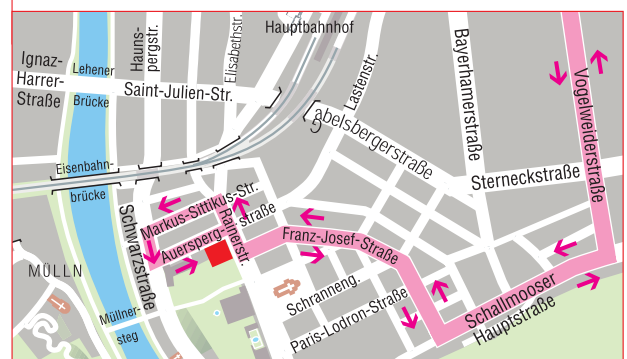 Hauptbahnhof
Ignaz-
Harrer-
Straße
Lehener
Brücke
Hauns-
pergstr.
Elisabethstr.
Saint-Julien-Str.
Lastenstr.
Bayerhamerstraße
Vogelweiderstraße
Gabelsbergerstraße
Sterneckstraße
Eisenbahn-
brücke
Schwarzstraße
Markus-Sittikus-Str.
Auersperg-
straße
Rainerstr.
Franz-Josef-Straße
MÜLLN
Müllner-
steg
Schranneng.
Paris-Lodron-Straße
Schallmooser
Hauptstraße